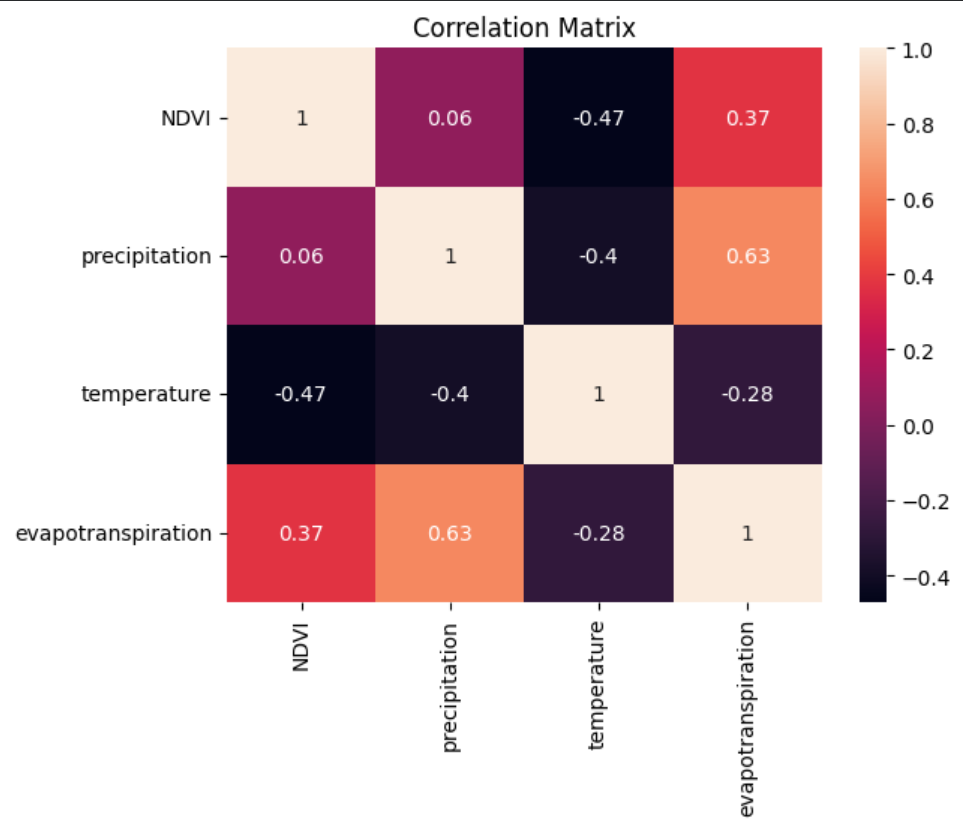 Correlation Matrix
NDVI 1 0.06 -0.47 0.37
precipitation 0.06 1 -0.4 0.63
temperature -0.47 -0.4 1 -0.28
evapotranspiration 0.37 0.63 -0.28 1
NDVI precipitation temperature evapotranspiration
1.0
0.8
0.6
0.4
0.2
0.0
−0.2
−0.4